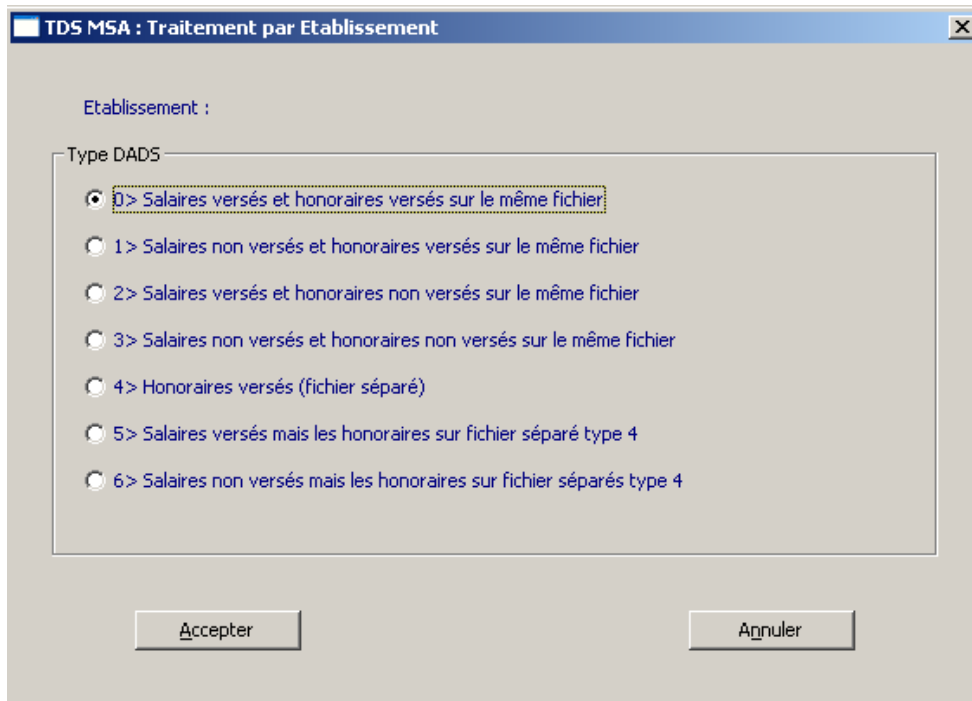 TDS MSA : Traitement par Etablissement
Etablissement :
Type DADS
0> Salaires versés et honoraires versés sur le même fichier
1> Salaires non versés et honoraires versés sur le même fichier
2> Salaires versés et honoraires non versés sur le même fichier
3> Salaires non versés et honoraires non versés sur le même fichier
4> Honoraires versés (fichier séparé)
5> Salaires versés mais les honoraires sur fichier séparé type 4
6> Salaires non versés mais les honoraires sur fichier séparés type 4
Accepter Annuler